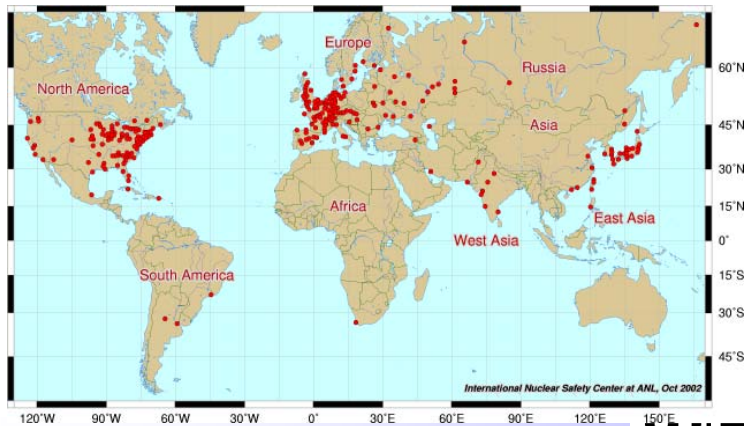 Europe
North America
Russia
60°N
Asia
45°N
30°N
Africa
15°N
East Asia
West Asia
0°
South America
15°S
30°S
45°S
International Nuclear Safety Center at ANL, Oct 2002
120°W 90°W 60°W 30°W 0° 30°E 60°E 90°E 120°E 150°E